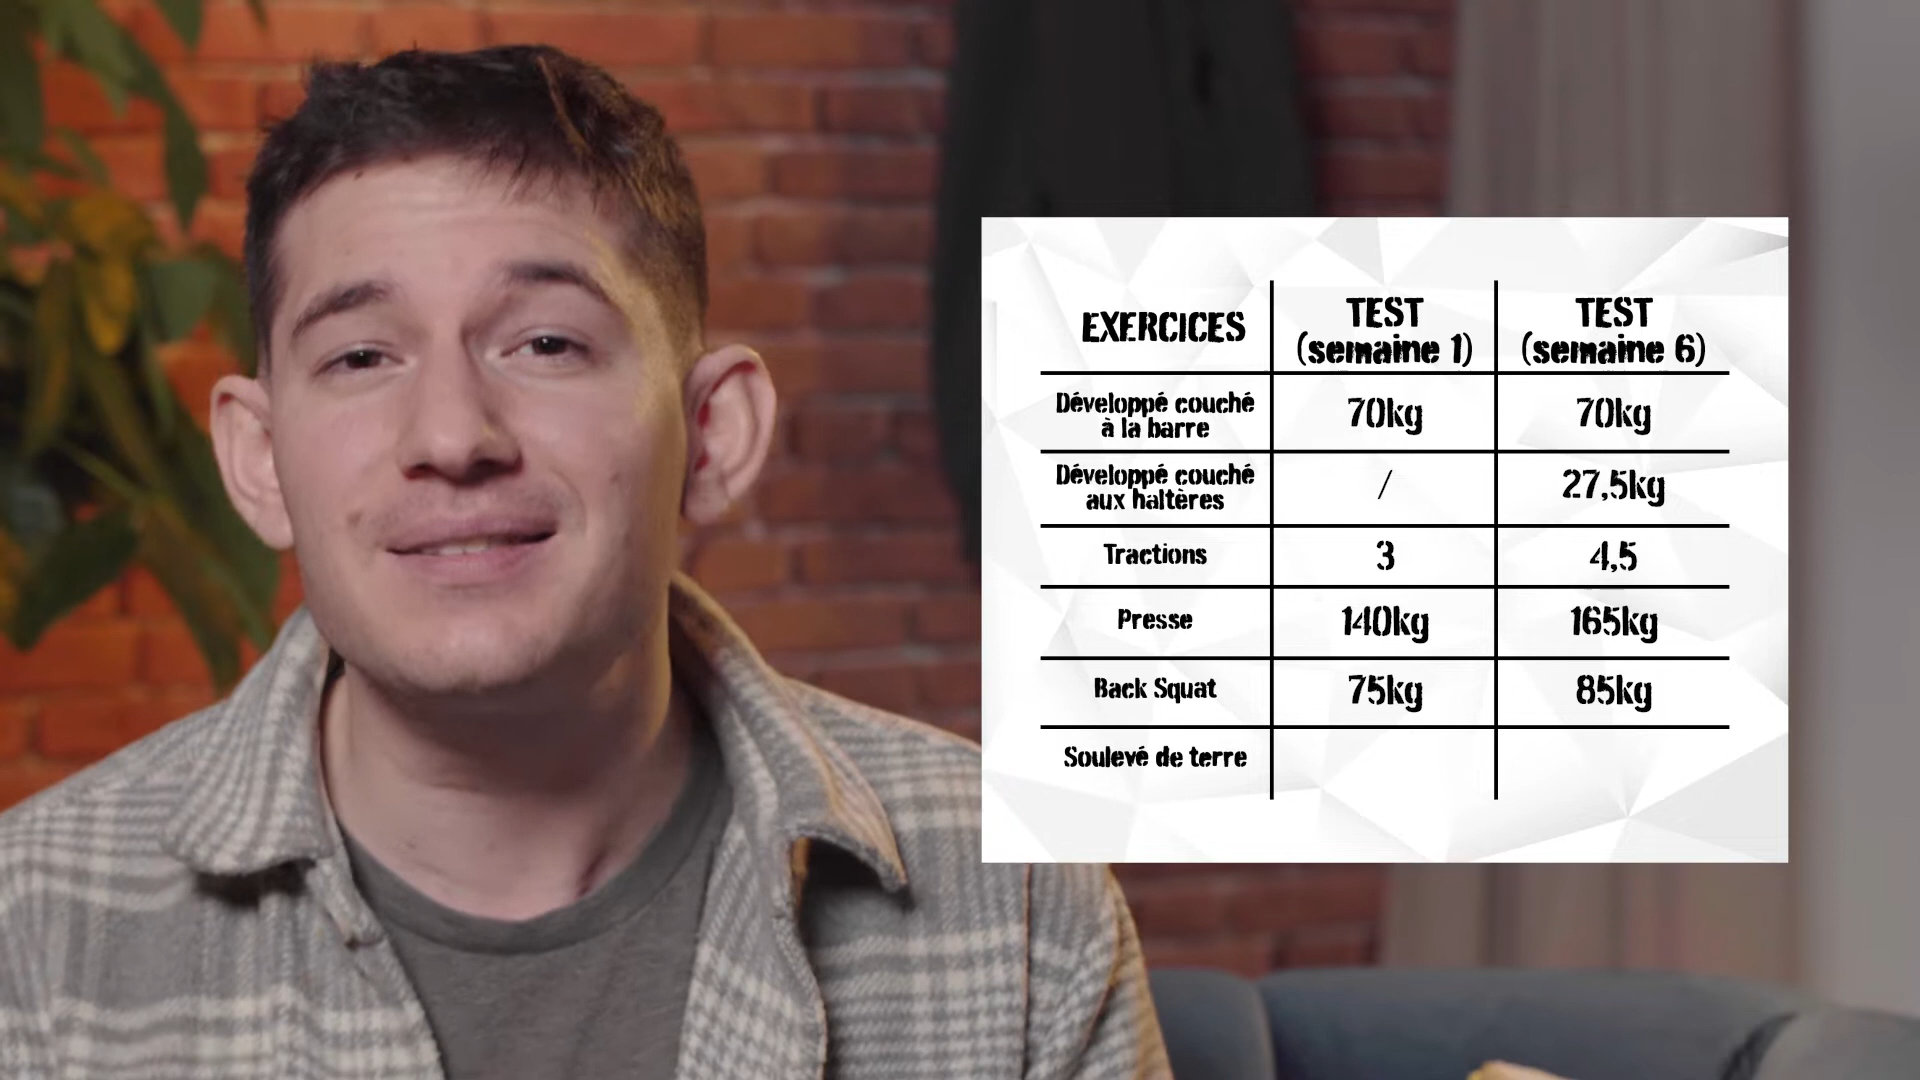 EXERCICES
TEST
(semaine 1)
TEST
(semaine 6)
Développé couché
à la barre
70kg
70kg
Développé couché
aux haltères
/
27,5kg
Tractions
3
4,5
Presse
140kg
165kg
Back Squat
75kg
85kg
Soulevé de terre